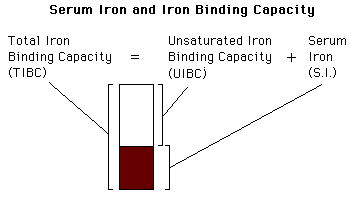 Serum Iron and Iron Binding Capacity
Total Iron Unsaturated Iron Serum
Binding Capacity = Binding Capacity + Iron
(TIBC) (UIBC) (S.I.)